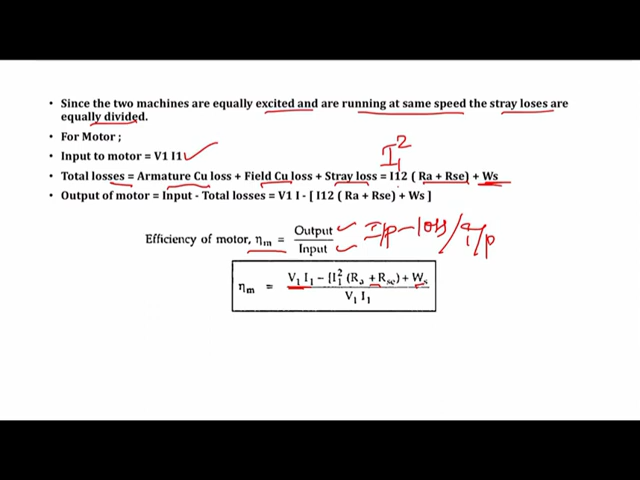 • Since the two machines are equally excited and are running at same speed the stray loses are
equally divided.
• For Motor ;
• Input to motor = V1 I1
I₁²
• Total losses = Armature Cu loss + Field Cu loss + Stray loss = I12 ( Ra + Rse) + Ws
• Output of motor = Input - Total losses = V1 I - [ I12 ( Ra + Rse) + Ws ]
Efficiency of motor, ηm = Output / Input I/p - loss / I/p
ηm = V₁ I₁ − [I₁² (Ra + Rse) + Ws / V₁ I₁